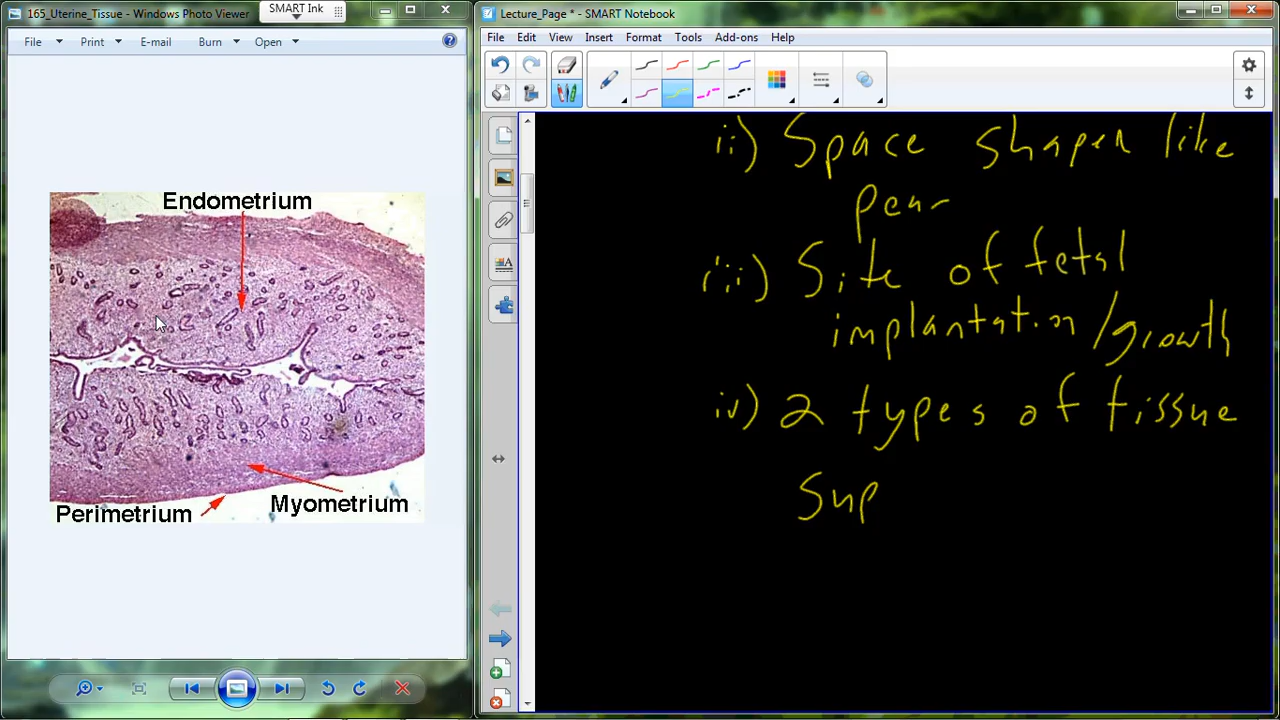 165_Uterine_Tissue - Windows Photo Viewer
SMART Ink
File Print E-mail Burn Open
Endometrium
Myometrium
Perimetrium
Lecture_Page * - SMART Notebook
File Edit View Insert Format Tools Add-ons Help
ii) Space shaped like
pear
iii) Site of fetal
implantation/growth
iv) 2 types of tissue
Sup